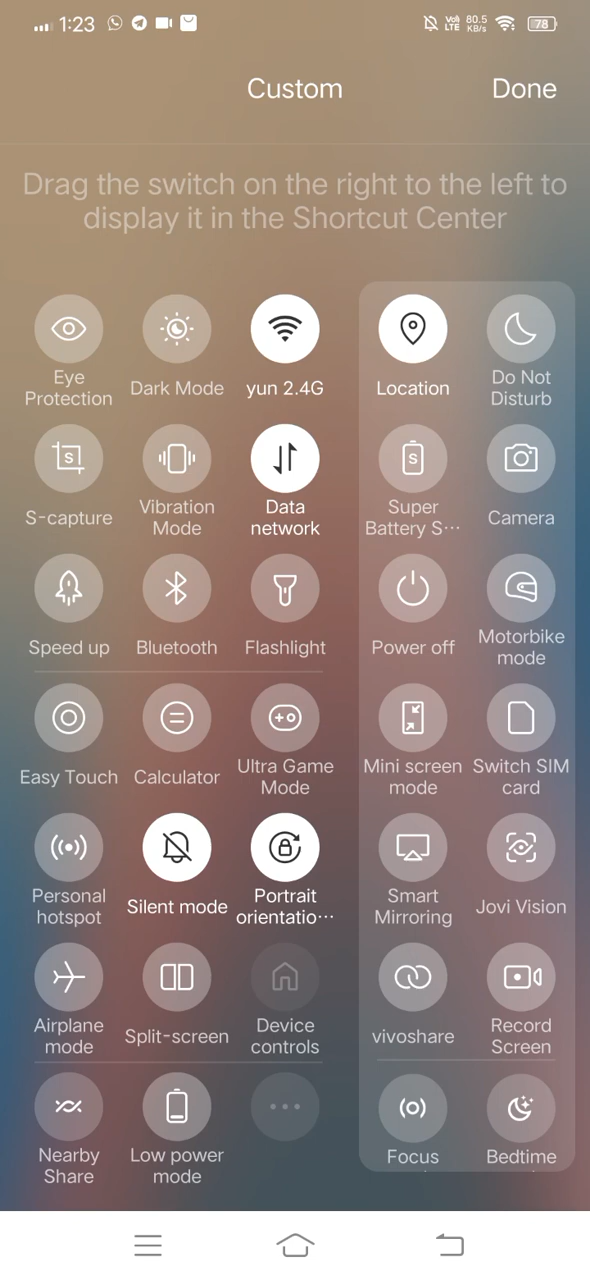 1:23
Voi)
LTE
80.5
KB/s
78
Custom
Done
Drag the switch on the right to the left to
display it in the Shortcut Center
Eye
Protection
Dark Mode
yun 2.4G
Location
Do Not
Disturb
S
S-capture
Vibration
Mode
Data
network
S
Super
Battery S···
Camera
Speed up
Bluetooth
Flashlight
Power off
Motorbike
mode
Easy Touch
Calculator
Ultra Game
Mode
Mini screen
mode
Switch SIM
card
Personal
hotspot
Silent mode
Portrait
orientatio···
Smart
Mirroring
Jovi Vision
Airplane
mode
Split-screen
Device
controls
vivoshare
Record
Screen
Nearby
Share
Low power
mode
Focus
Bedtime